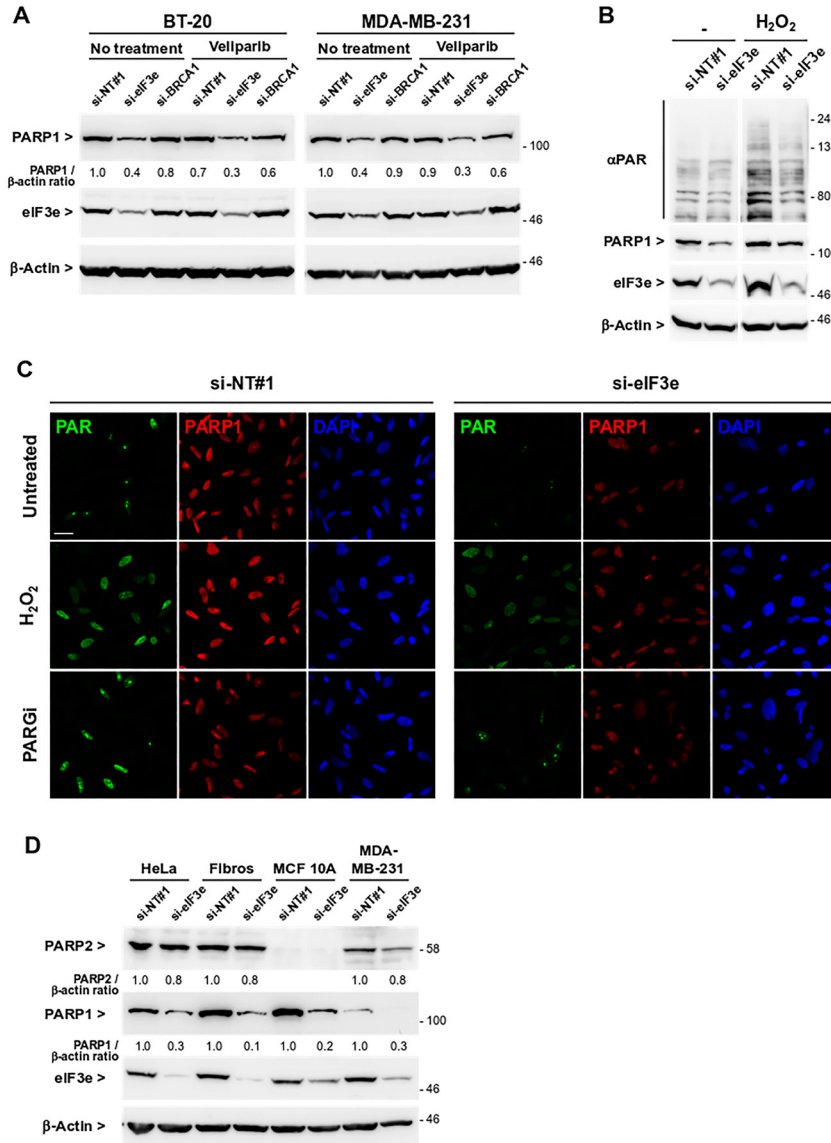 A
BT-20
MDA-MB-231
No treatment
Veliparib
No treatment
Veliparib
si-NT#1
si-eIF3e
si-BRCA1
si-NT#1
si-eIF3e
si-BRCA1
si-NT#1
si-eIF3e
si-BRCA1
si-NT#1
si-eIF3e
si-BRCA1
PARP1 >
- 100
PARP1 /
β-actin ratio
1.0 0.4 0.8 0.7 0.3 0.6
1.0 0.4 0.9 0.9 0.3 0.6
eIF3e >
- 46
β-Actin >
- 46
B
-
H2O2
si-NT#1
si-eIF3e
si-NT#1
si-eIF3e
αPAR
- 24
- 13
- 80
PARP1 >
- 10
eIF3e >
- 46
β-Actin >
- 46
C
si-NT#1
si-eIF3e
Untreated
PAR
PARP1
DAPI
PAR
PARP1
DAPI
H2O2
PARGi
D
HeLa
Fibros
MCF 10A
MDA-
MB-231
si-NT#1
si-eIF3e
si-NT#1
si-eIF3e
si-NT#1
si-eIF3e
si-NT#1
si-eIF3e
PARP2 >
- 58
PARP2 /
β-actin ratio
1.0 0.8 1.0 0.8 1.0 0.8
PARP1 >
- 100
PARP1 /
β-actin ratio
1.0 0.3 1.0 0.1 1.0 0.2 1.0 0.3
eIF3e >
- 46
β-Actin >
- 46